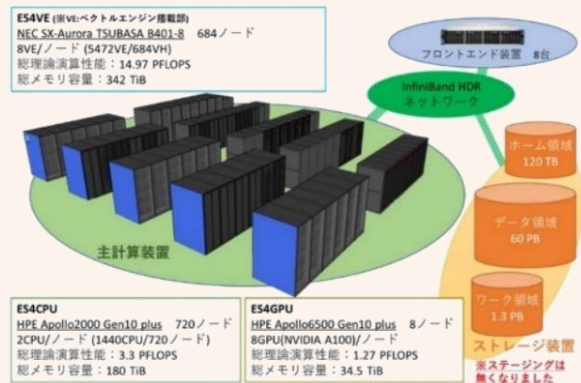 ES4VE (※VE:ベクトルエンジン搭載部)
NEC SX-Aurora TSUBASA B401-8 684ノード
8VE/ノード (5472VE/684VH)
総理論演算性能：14.97 PFLOPS
総メモリ容量：342 TiB
フロントエンド装置 8台
InfiniBand HDR
ネットワーク
ホーム領域
120 TB
データ領域
60 PB
ワーク領域
1.3 PB
ストレージ装置
※ステージングは
無くなりました
主計算装置
ES4CPU
HPE Apollo2000 Gen10 plus 720ノード
2CPU/ノード (1440CPU/720ノード)
総理論演算性能：3.3 PFLOPS
総メモリ容量：180 TiB
ES4GPU
HPE Apollo6500 Gen10 plus 8ノード
8GPU(NVIDIA A100)/ノード
総理論演算性能：1.27 PFLOPS
総メモリ容量：34.5 TiB